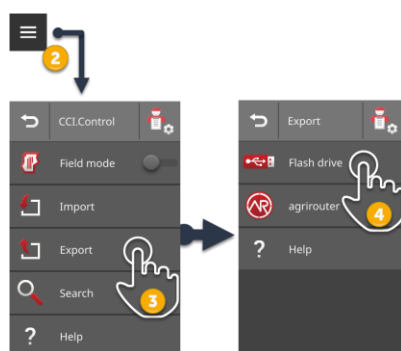 2
CCI.Control
Field mode
Import
Export
3
Search
? Help
Export
Flash drive
4
agrirouter
? Help